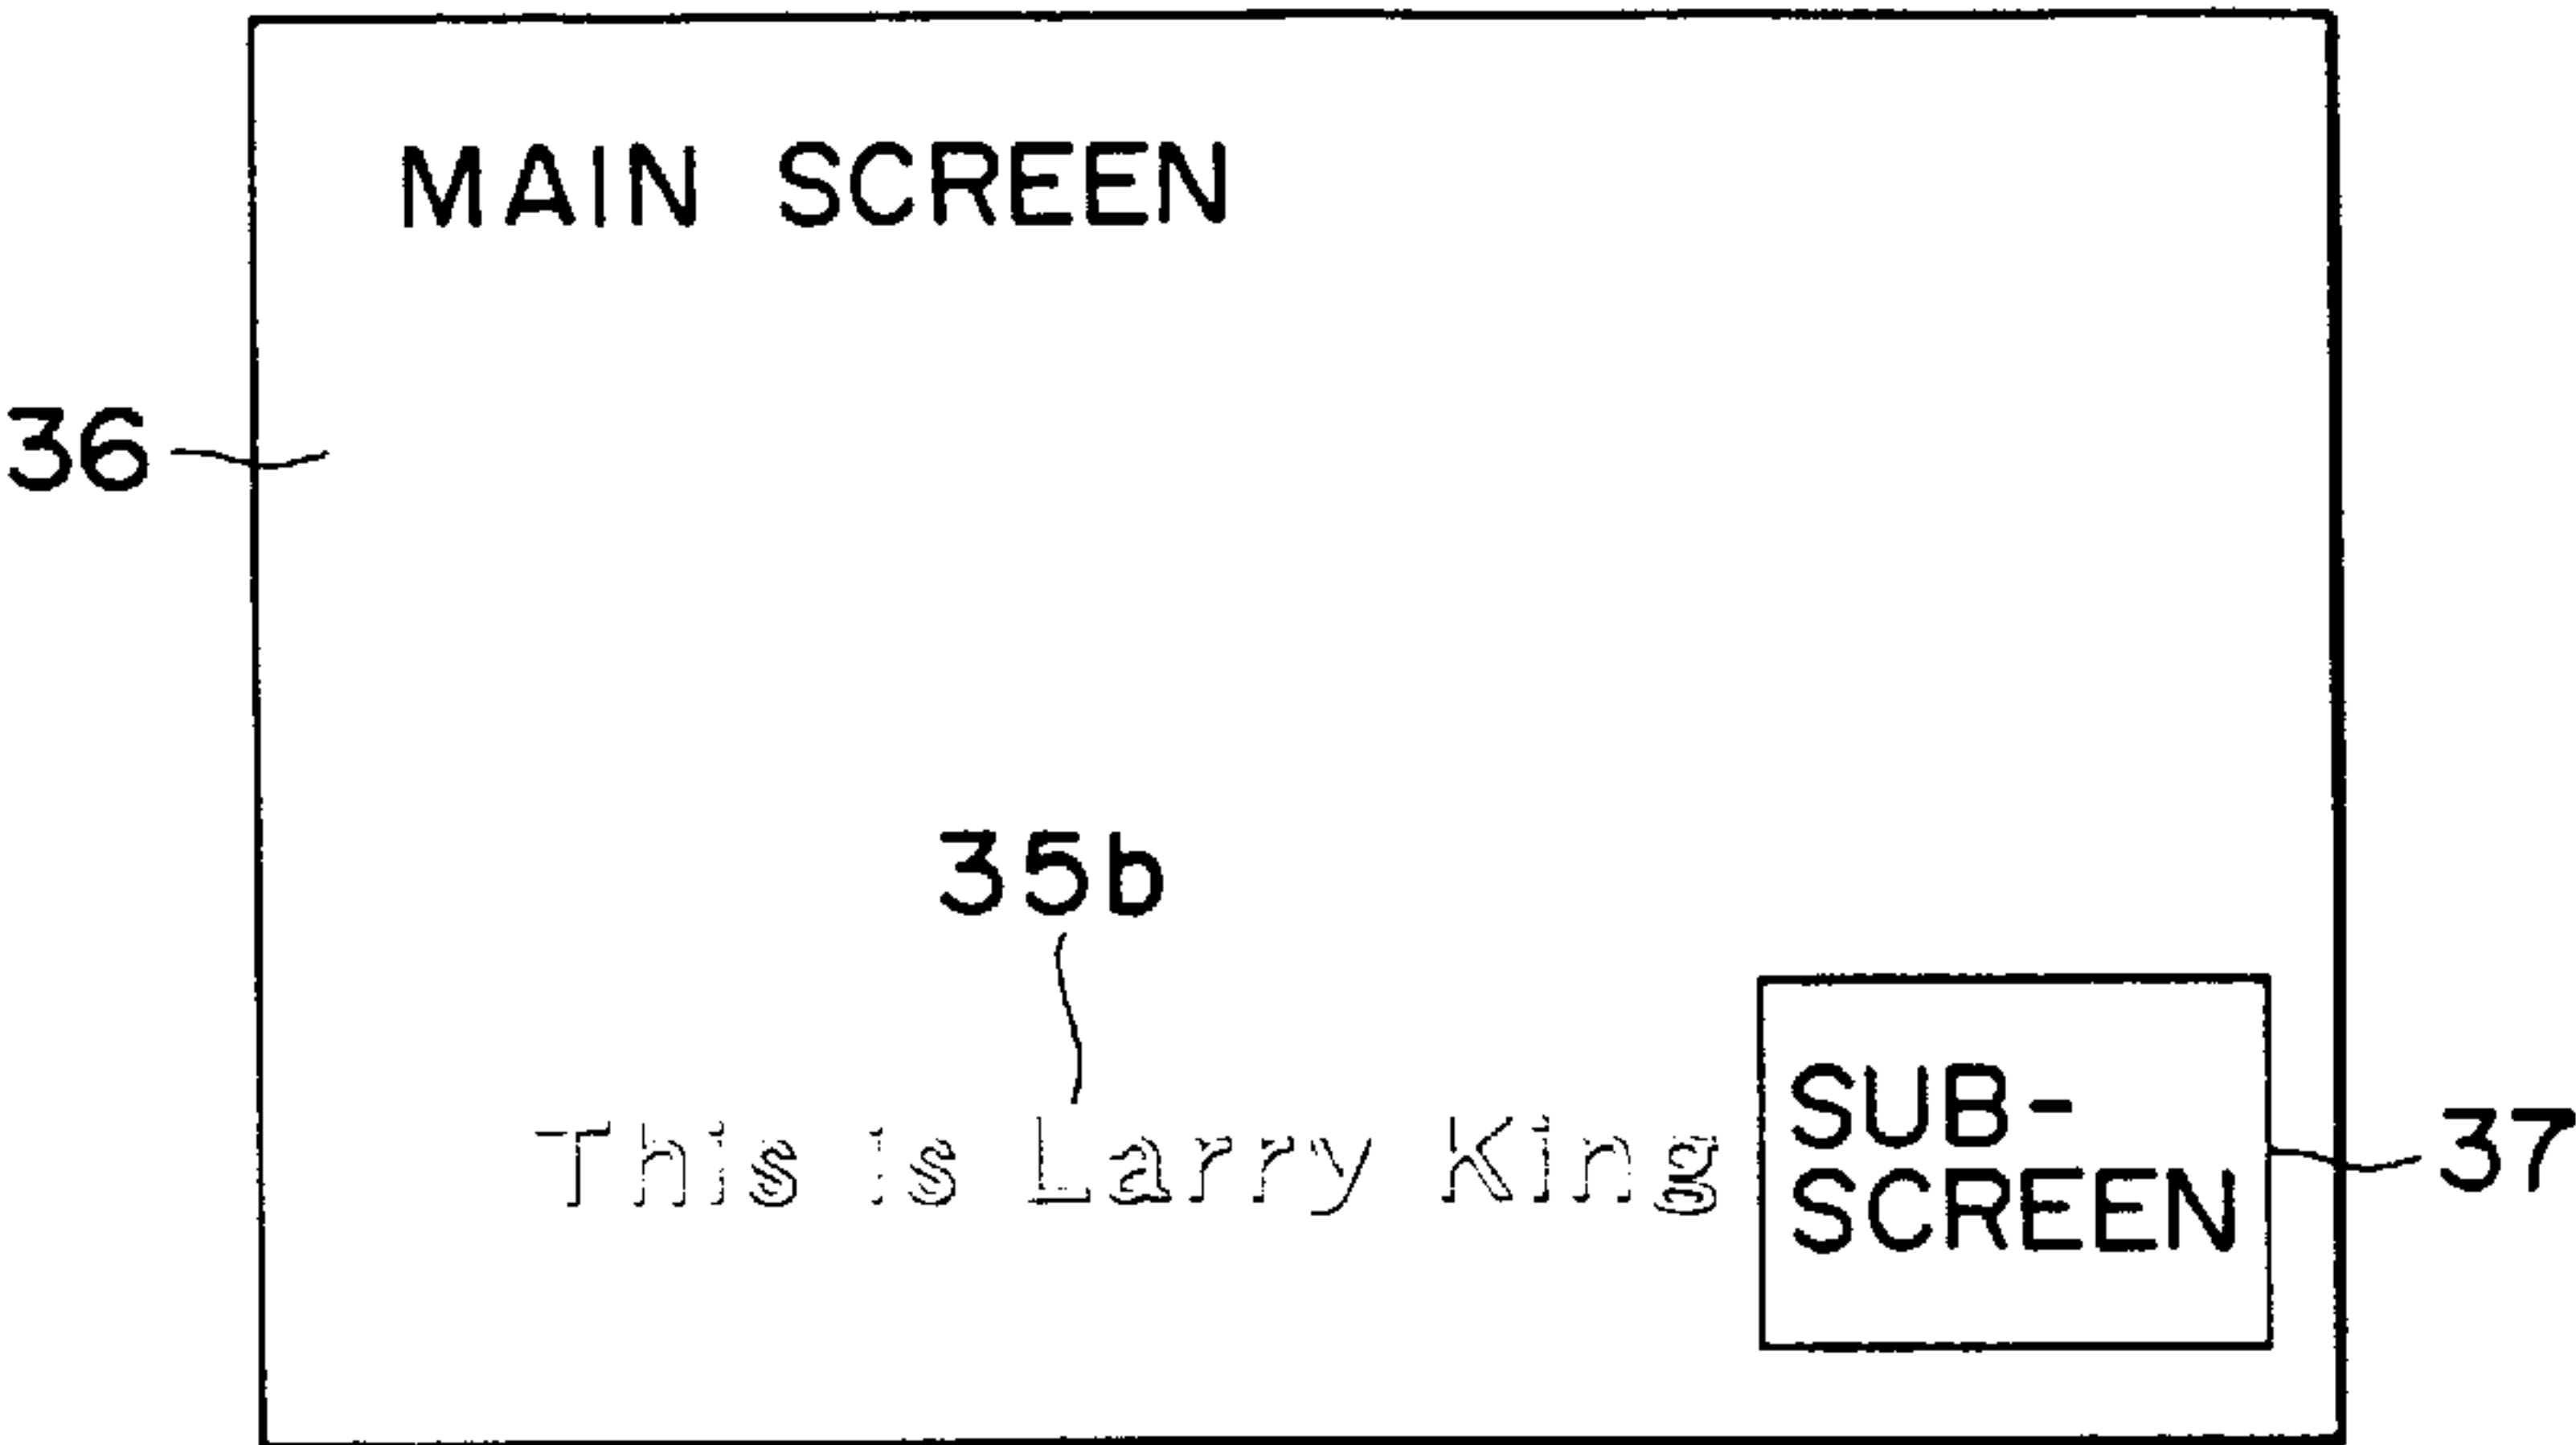 MAIN SCREEN
36
35b
This is Larry King
SUB-
SCREEN
37